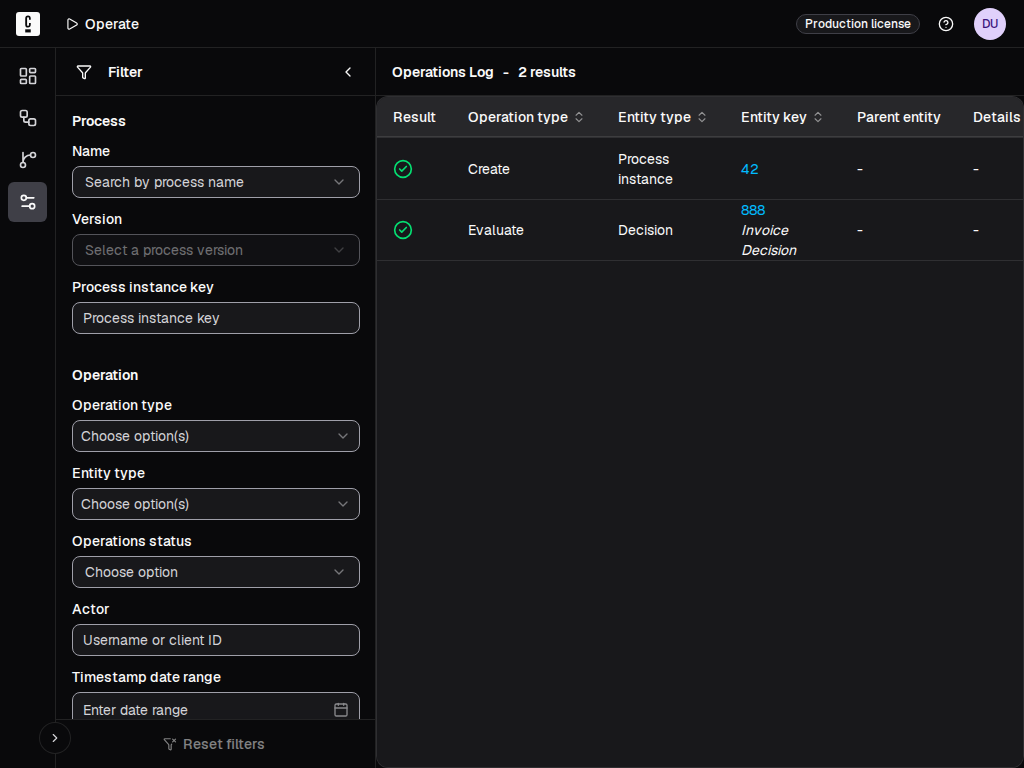 Operate
Production license
DU
Filter
Operations Log - 2 results
Process
Name
Search by process name
Version
Select a process version
Process instance key
Process instance key
Operation
Operation type
Choose option(s)
Entity type
Choose option(s)
Operations status
Choose option
Actor
Username or client ID
Timestamp date range
Enter date range
Reset filters
Result Operation type Entity type Entity key Parent entity Details
Create Process instance 42 - -
Evaluate Decision 888 Invoice Decision - -